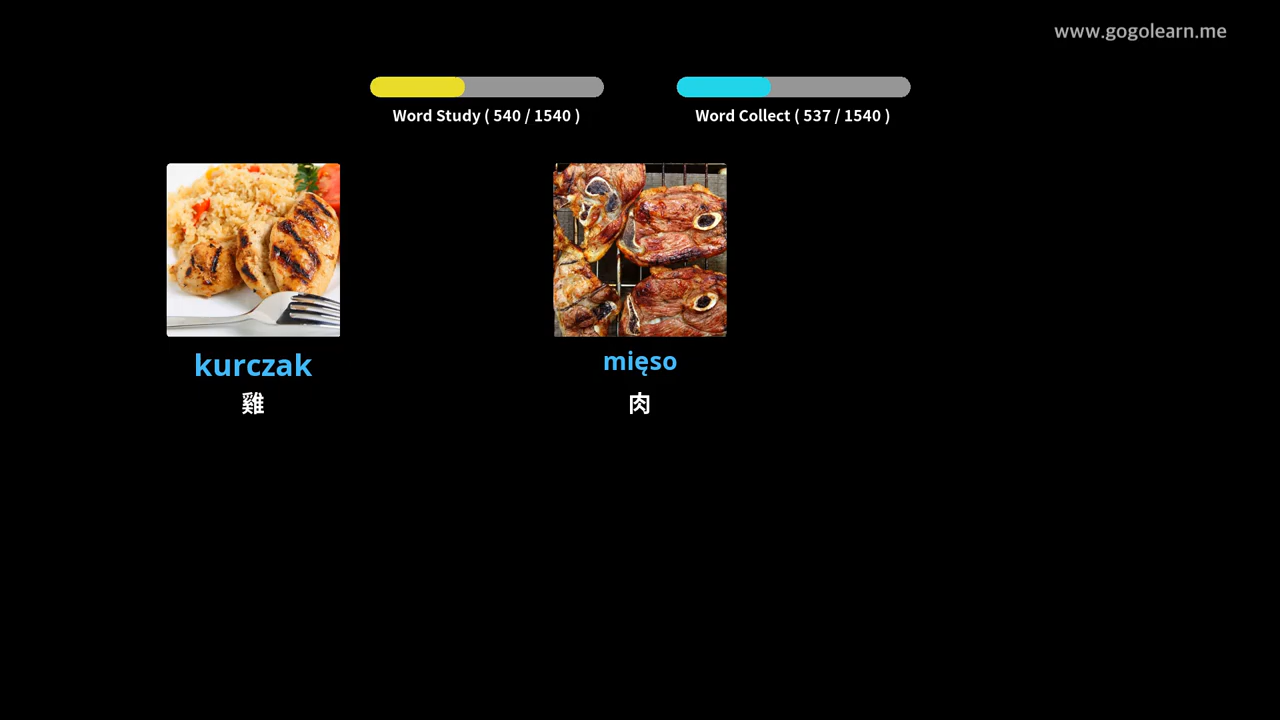 www.gogolearn.me
Word Study ( 540 / 1540 )
Word Collect ( 537 / 1540 )
kurczak
雞
mięso
肉